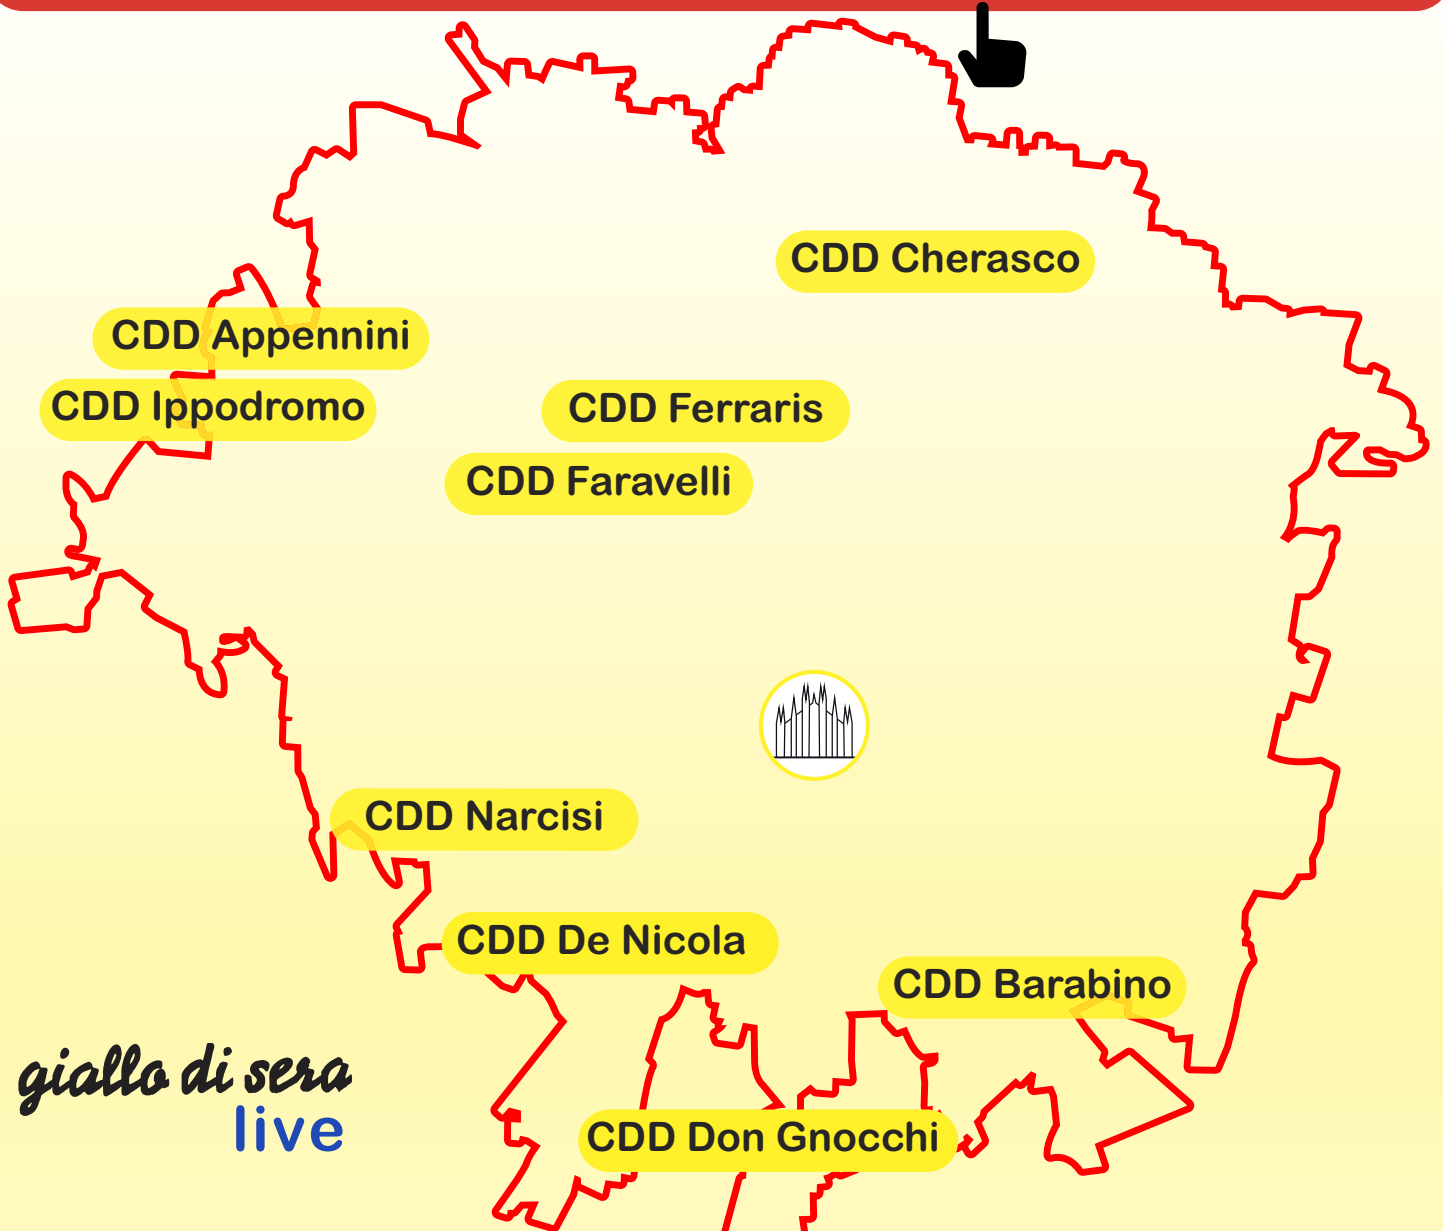 CDD Cherasco
CDD Appennini
CDD Ippodromo
CDD Ferraris
CDD Faravelli
CDD Narcisi
CDD De Nicola
CDD Barabino
giallo di sera
live
CDD Don Gnocchi